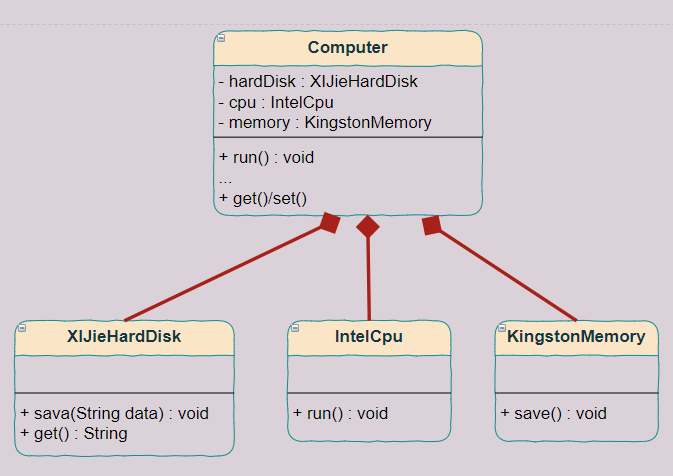 Computer
- hardDisk : XIJieHardDisk
- cpu : IntelCpu
- memory : KingstonMemory
+ run() : void
...
+ get()/set()
XIJieHardDisk
IntelCpu
KingstonMemory
+ sava(String data) : void
+ get() : String
+ run() : void
+ save() : void